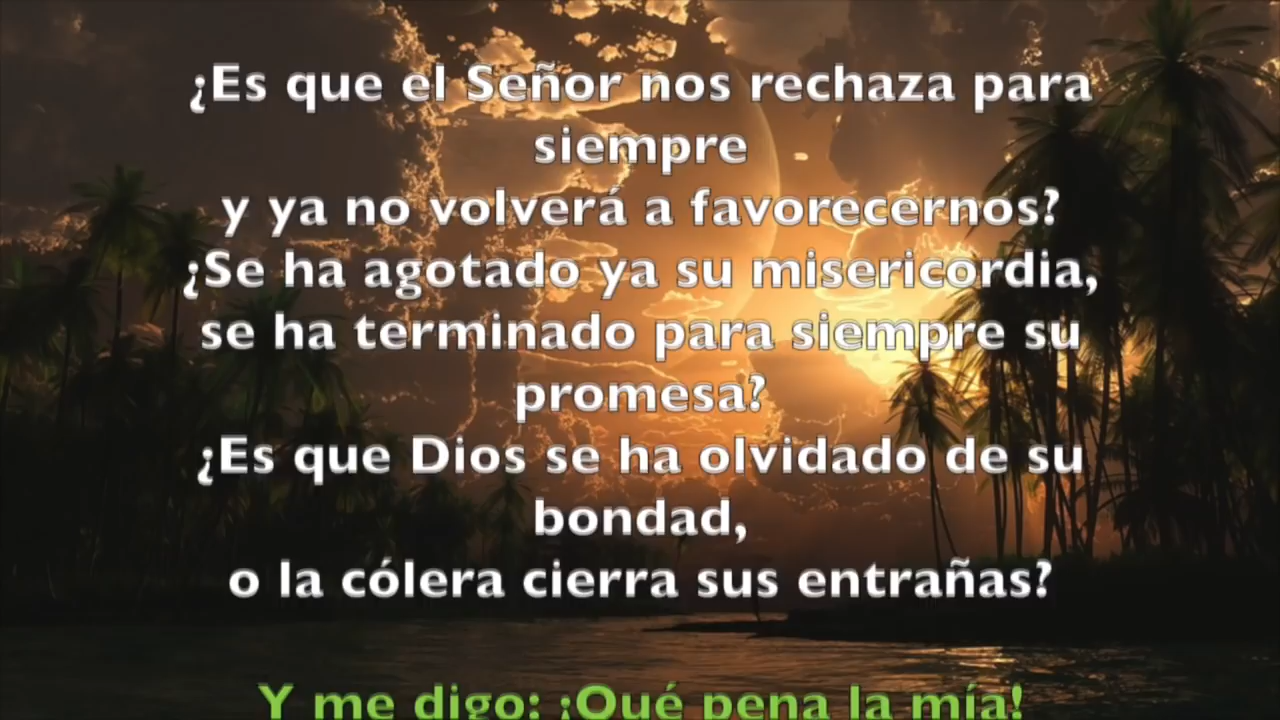 ¿Es que el Señor nos rechaza para
siempre
y ya no volverá a favorecernos?
¿Se ha agotado ya su misericordia,
se ha terminado para siempre su
promesa?
¿Es que Dios se ha olvidado de su
bondad,
o la cólera cierra sus entrañas?
Y me digo: ¡Qué pena la mía!